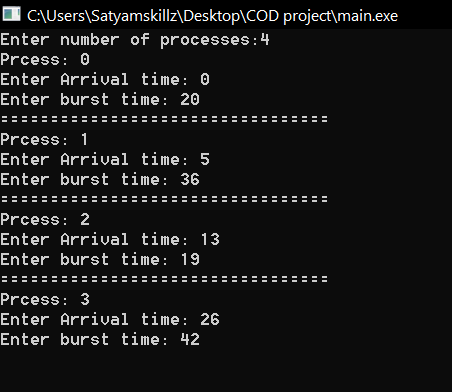 C:\Users\Satyamskillz\Desktop\COD project\main.exe
Enter number of processes:4
Prcess: 0
Enter Arrival time: 0
Enter burst time: 20
=================================
Prcess: 1
Enter Arrival time: 5
Enter burst time: 36
=================================
Prcess: 2
Enter Arrival time: 13
Enter burst time: 19
=================================
Prcess: 3
Enter Arrival time: 26
Enter burst time: 42